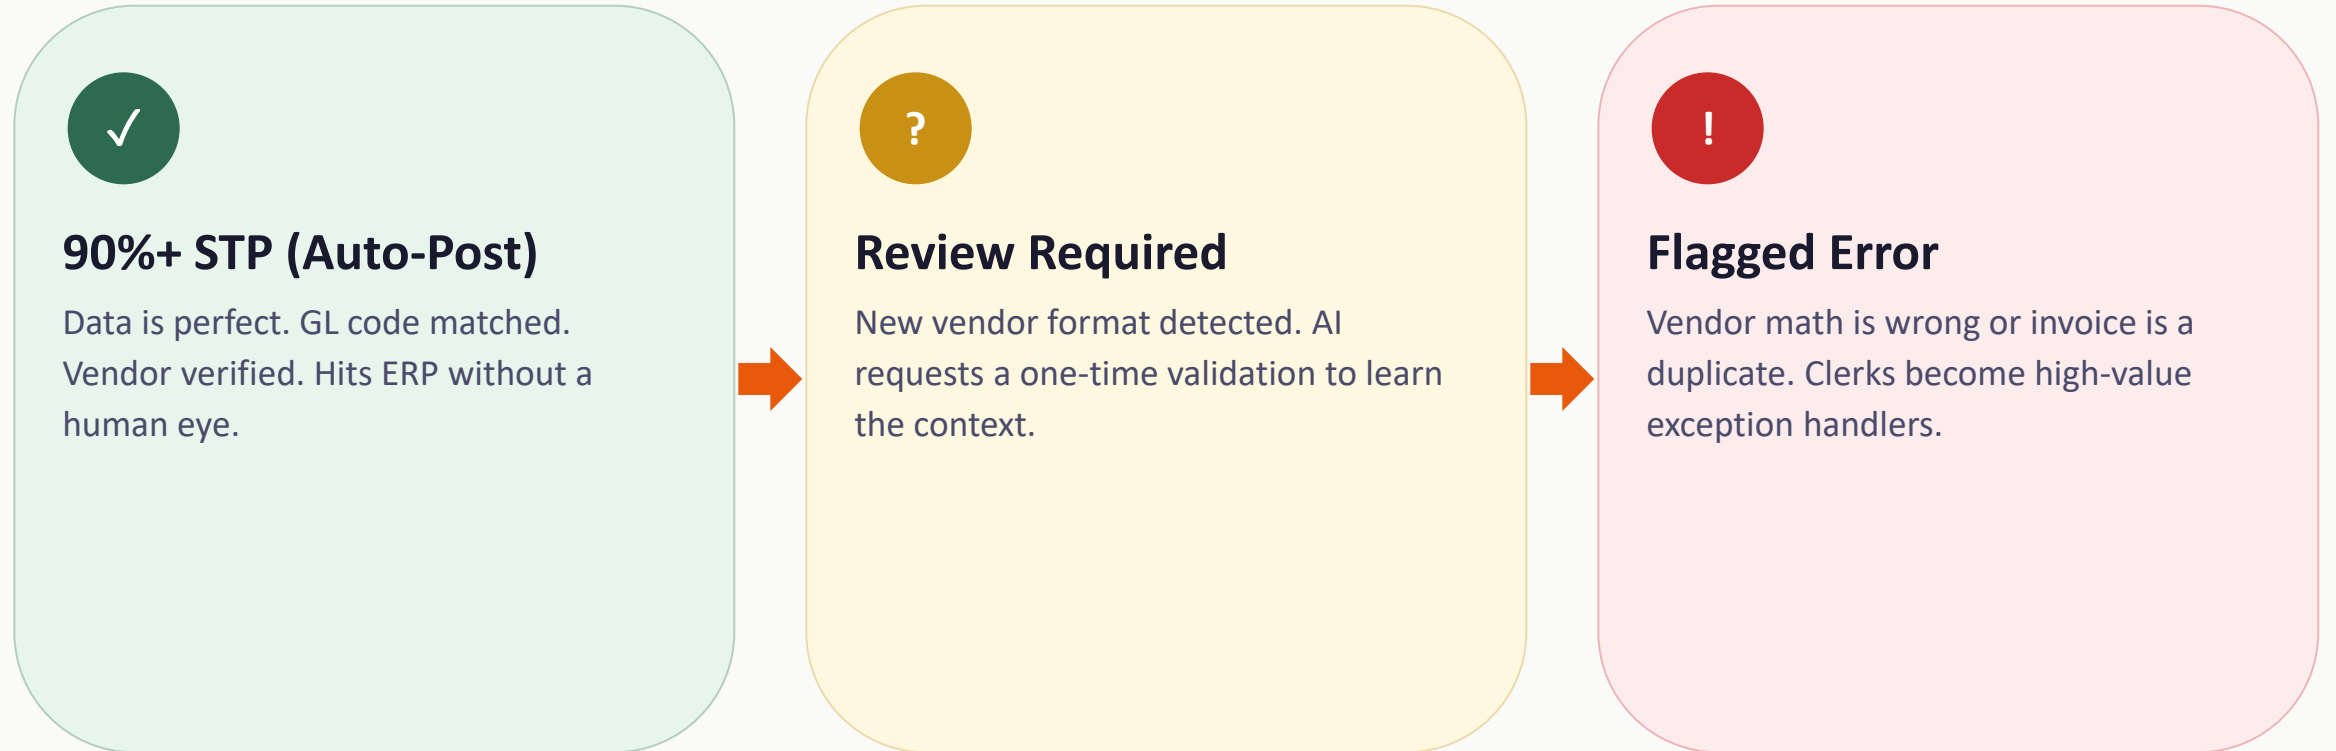 ✓
90%+ STP (Auto-Post)
Data is perfect. GL code matched.
Vendor verified. Hits ERP without a
human eye.
?
Review Required
New vendor format detected. AI
requests a one-time validation to learn
the context.
!
Flagged Error
Vendor math is wrong or invoice is a
duplicate. Clerks become high-value
exception handlers.